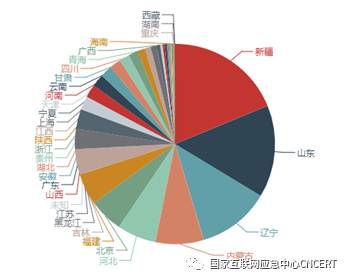 西藏
湖南
重庆
海南
广西
青海
四川
甘肃
云南
河南
天津
宁夏
上海
江西
陕西
浙江
贵州
湖北
安徽
广东
山西
未知
江苏
黑龙江
吉林
福建
北京
河北
新疆
山东
辽宁
内蒙古
国家互联网应急中心CNCERT